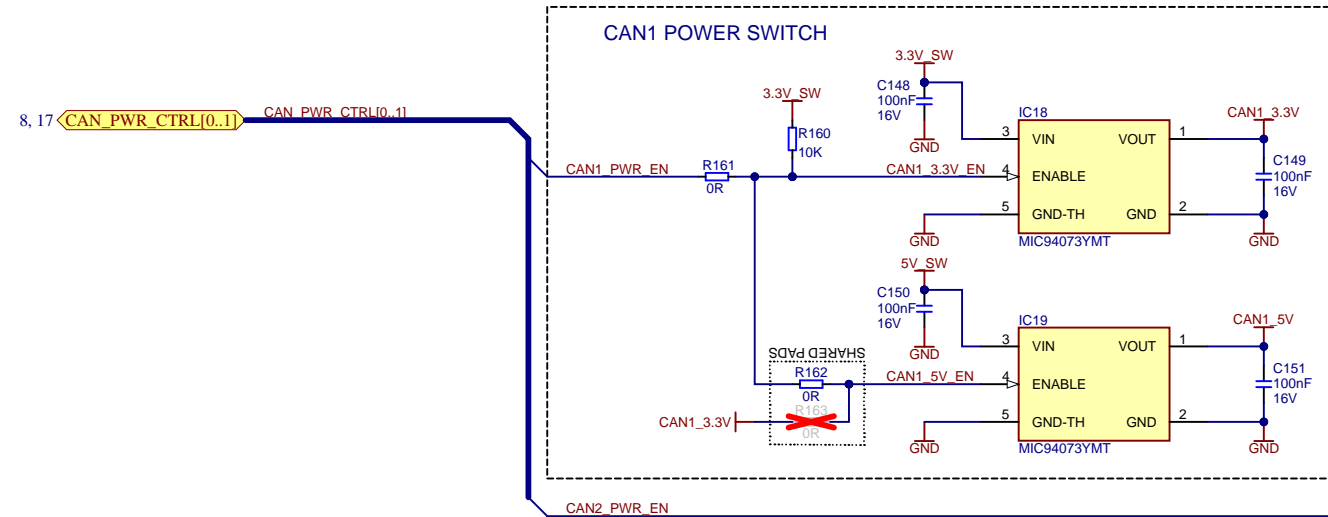 CAN1 POWER SWITCH
8, 17
CAN_PWR_CTRL[0..1]
CAN_PWR_CTRL[0..1]
CAN1_PWR_EN
R161
0R
3.3V_SW
R160
10K
CAN1_3.3V_EN
3.3V_SW
C148
100nF
16V
GND
IC18
3 VIN VOUT 1
4 ENABLE
5 GND-TH GND 2
MIC94073YMT
GND
CAN1_3.3V
C149
100nF
16V
GND
5V_SW
C150
100nF
16V
GND
IC19
3 VIN VOUT 1
4 ENABLE
5 GND-TH GND 2
MIC94073YMT
GND
CAN1_5V
C151
100nF
16V
GND
SHARED PADS
R162
0R
CAN1_5V_EN
R163
0R
CAN1_3.3V
CAN2_PWR_EN